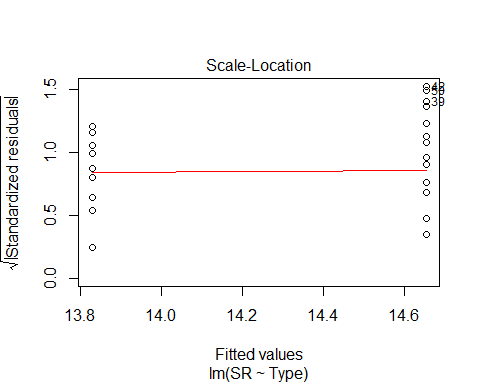 Scale-Location
√|Standardized residuals|
1.5
1.0
0.5
0.0
39
13.8
14.0
14.2
14.4
14.6
Fitted values
lm(SR ~ Type)